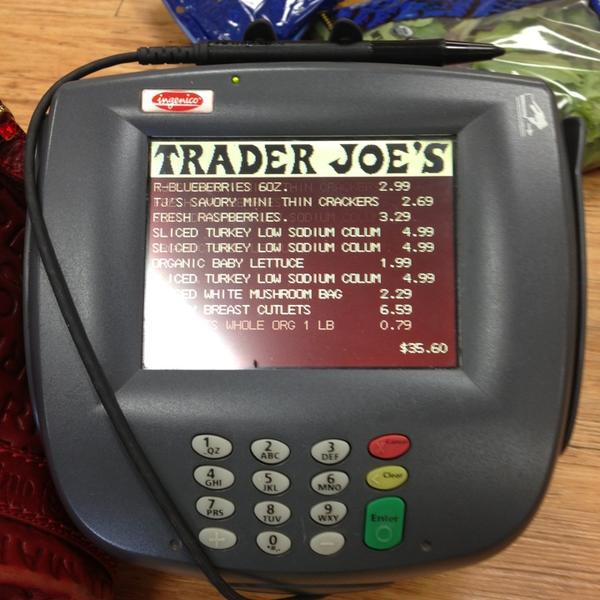 ingenico
TRADER JOE'S
R-BLUEBERRIES 6OZ. 2.99
TJ'S SAVORY MINI THIN CRACKERS 2.69
FRESH RASPBERRIES. 3.29
SLICED TURKEY LOW SODIUM COLUM 4.99
SLICED TURKEY LOW SODIUM COLUM 4.99
ORGANIC BABY LETTUCE 1.99
ICED TURKEY LOW SODIUM COLUM 4.99
ED WHITE MUSHROOM BAG 2.29
BREAST CUTLETS 6.59
WHOLE ORG 1 LB 0.79
$35.60
1 QZ 2 ABC 3 DEF Cancel
4 GHI 5 JKL 6 MNO Clear
7 PRS 8 TUV 9 WXY Enter
+ 0 -